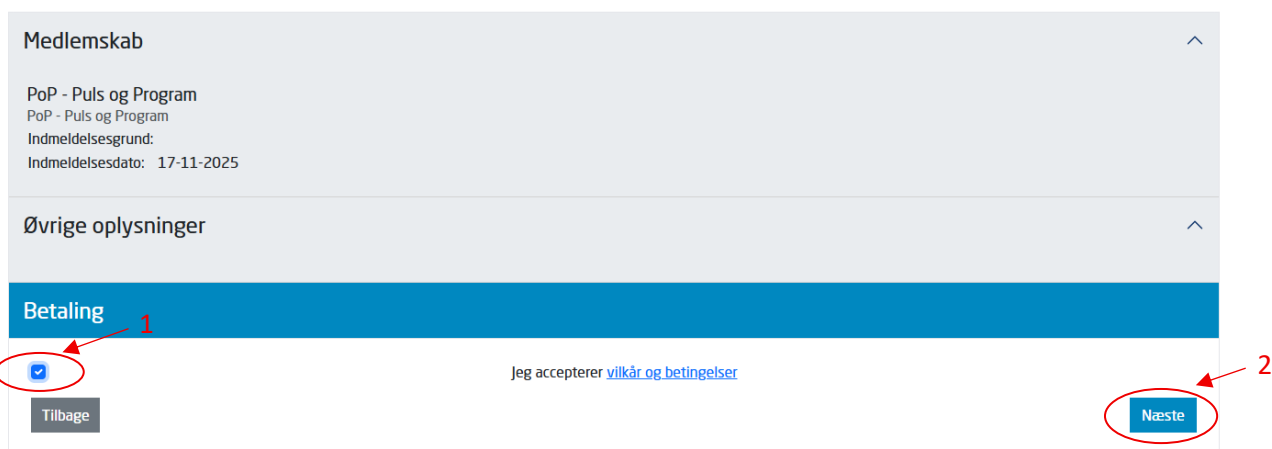 Medlemskab
PoP - Puls og Program
PoP - Puls og Program
Indmeldelsesgrund:
Indmeldelsesdato: 17-11-2025
Øvrige oplysninger
Betaling
1
Jeg accepterer vilkår og betingelser
2
Tilbage
Næste